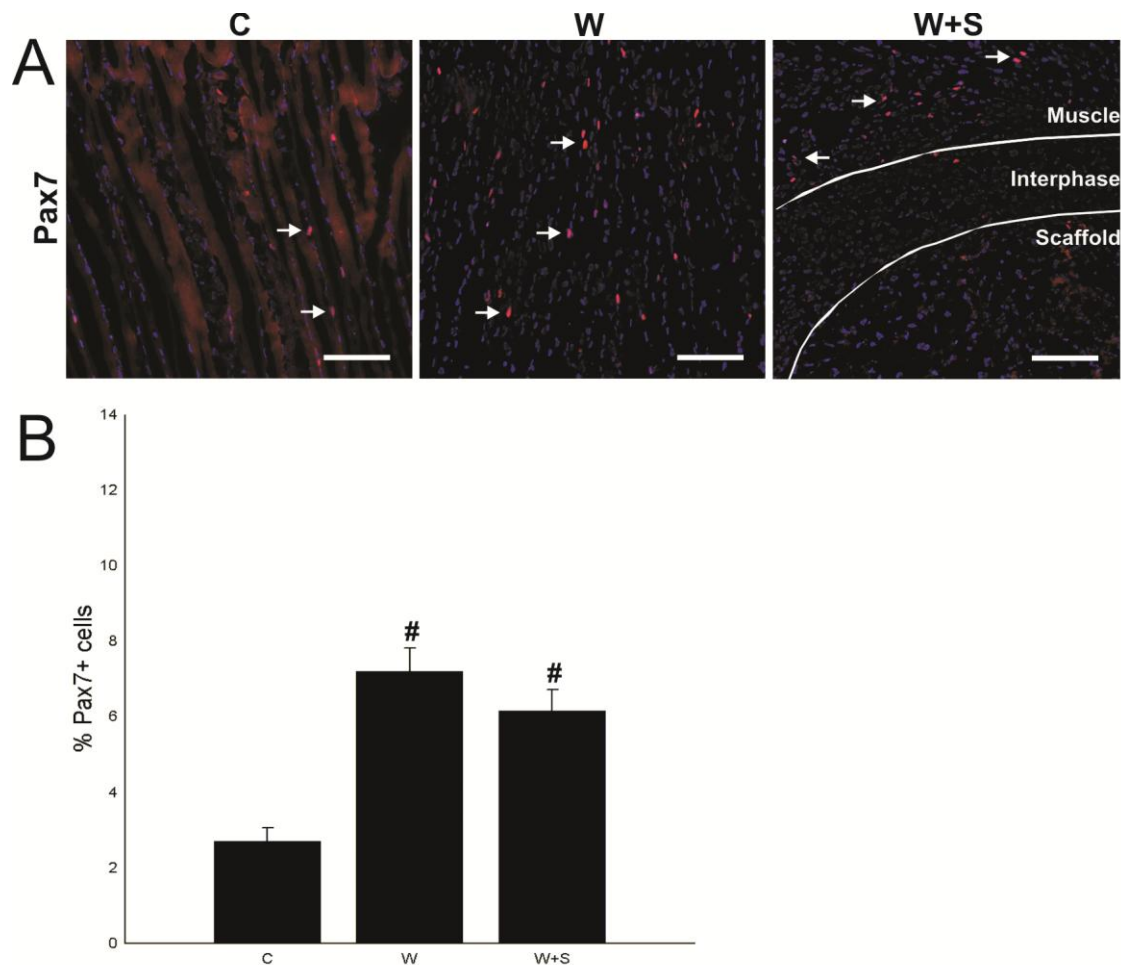 C W W+S
A
Pax7
Muscle
Interphase
Scaffold
B
% Pax7+ cells
14
12
10
8
6
4
2
0
#
#
C W W+S